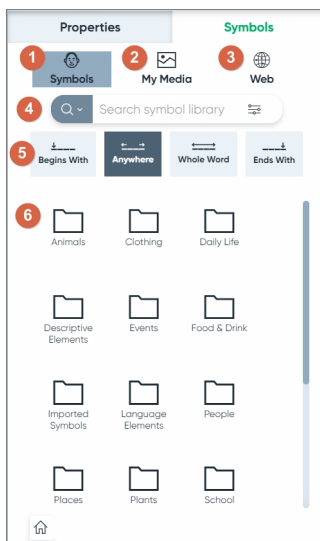 Properties
Symbols
1
2
3
Symbols
My Media
Web
4
Search symbol library
5
Begins With
Anywhere
Whole Word
Ends With
6
Animals
Clothing
Daily Life
Descriptive
Elements
Events
Food & Drink
Imported
Symbols
Language
Elements
People
Places
Plants
School